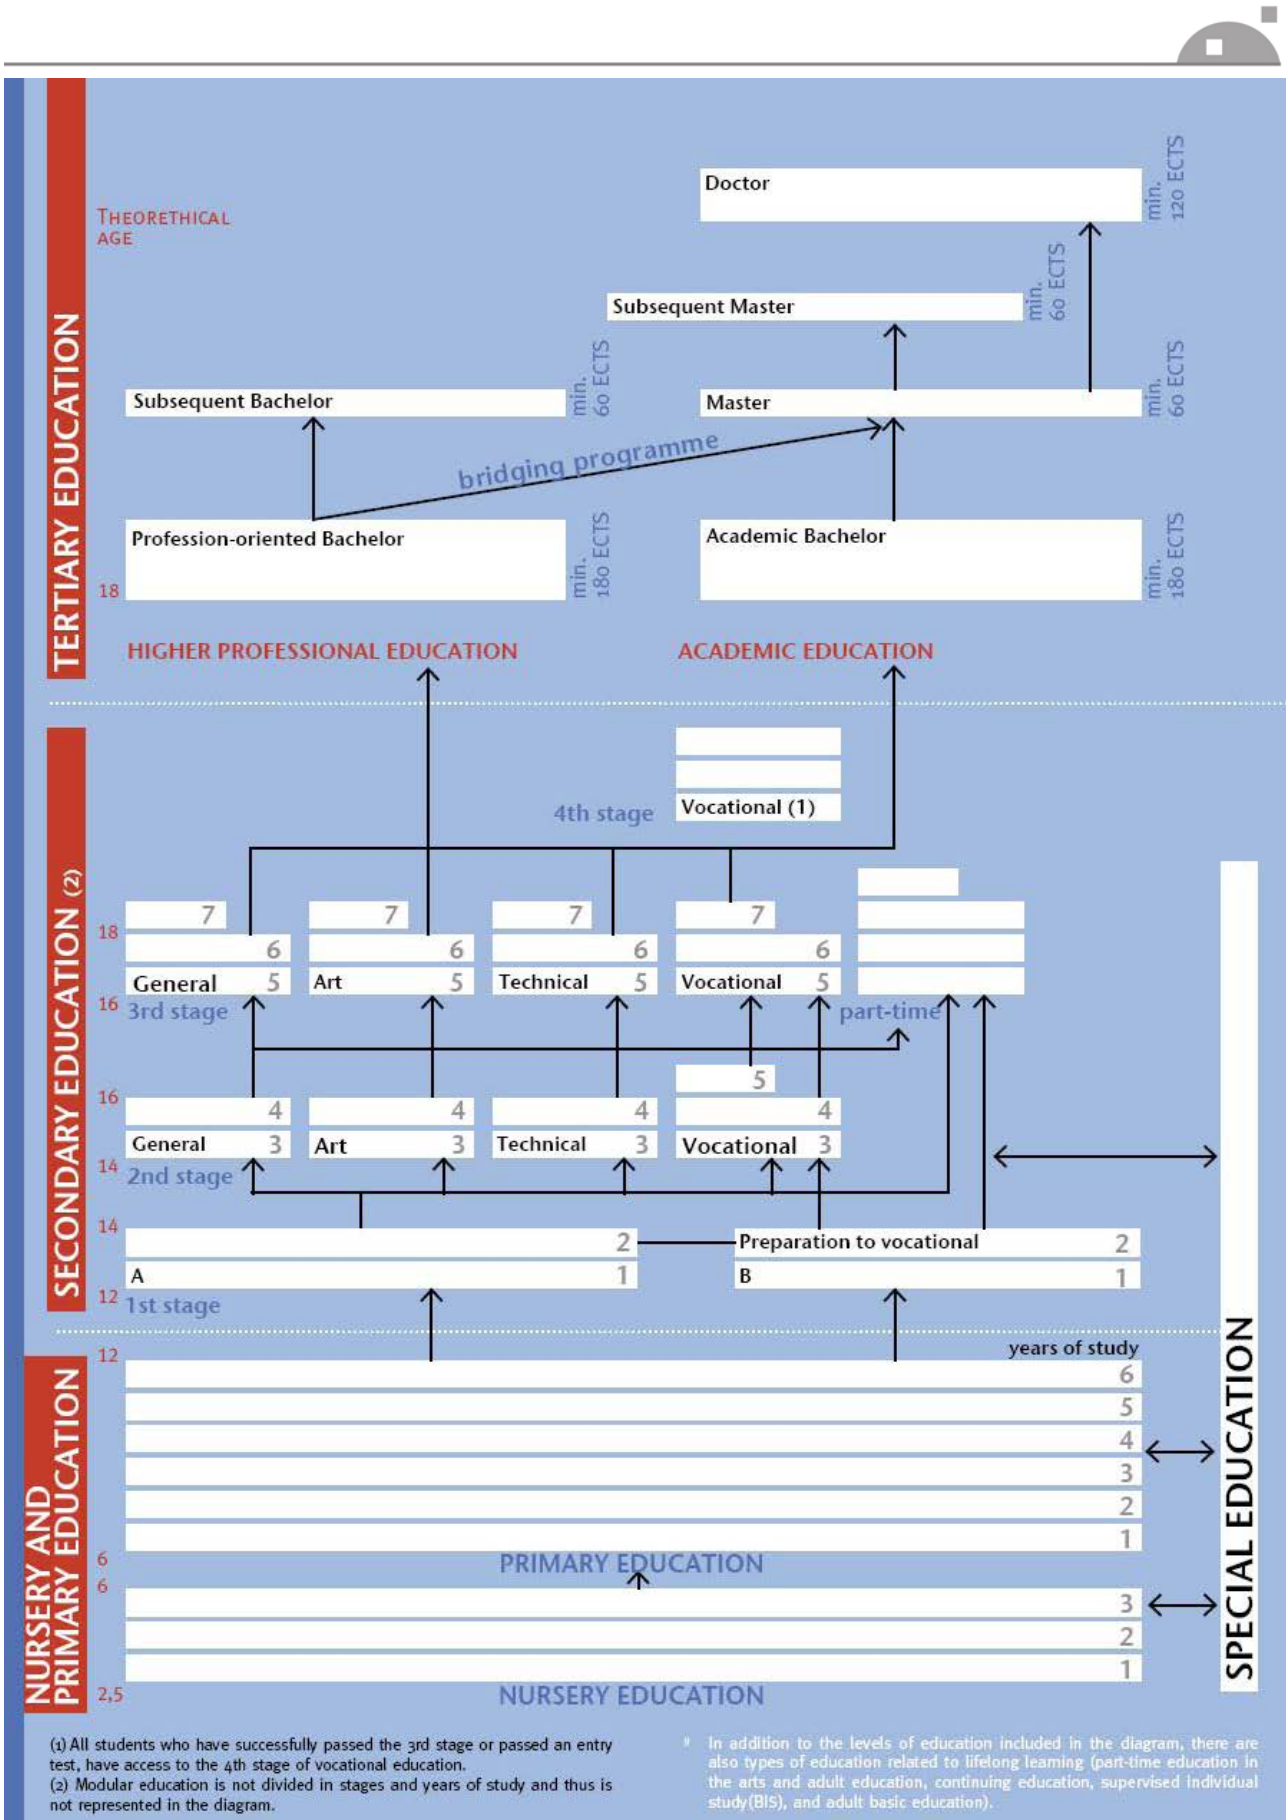 TERTIARY EDUCATION
THEORETHICAL
AGE
Doctor
min.
120 ECTS
Subsequent Master
min.
60 ECTS
Subsequent Bachelor
min.
60 ECTS
Master
min.
60 ECTS
bridging programme
Profession-oriented Bachelor
min.
180 ECTS
Academic Bachelor
min.
180 ECTS
18
HIGHER PROFESSIONAL EDUCATION
ACADEMIC EDUCATION
SECONDARY EDUCATION (2)
4th stage
Vocational (1)
7
7
7
7
18
6
6
6
6
General 5
Art 5
Technical 5
Vocational 5
16
3rd stage
part-time
5
16
4
4
4
4
General 3
Art 3
Technical 3
Vocational 3
14
2nd stage
14
2
Preparation to vocational 2
A 1
B 1
12
1st stage
SPECIAL EDUCATION
NURSERY AND
PRIMARY EDUCATION
12
years of study
6
5
4
3
2
1
6
PRIMARY EDUCATION
6
3
2
1
2,5
NURSERY EDUCATION
(1) All students who have successfully passed the 3rd stage or passed an entry
test, have access to the 4th stage of vocational education.
(2) Modular education is not divided in stages and years of study and thus is
not represented in the diagram.
" In addition to the levels of education included in the diagram, there are
also types of education related to lifelong learning (part-time education in
the arts and adult education, continuing education, supervised individual
study(BIS), and adult basic education).